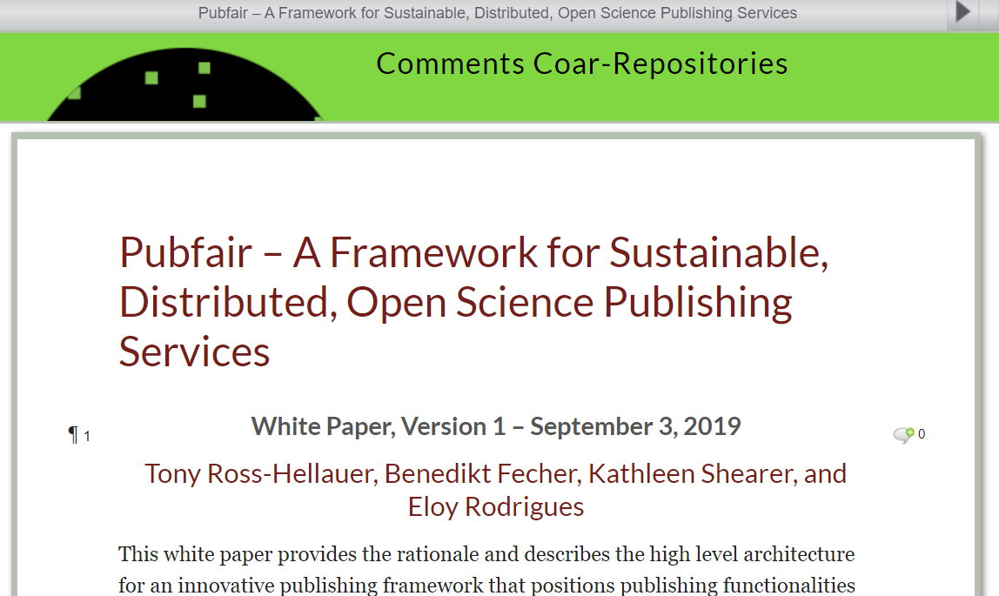 Pubfair – A Framework for Sustainable, Distributed, Open Science Publishing Services
Comments Coar-Repositories
Pubfair – A Framework for Sustainable,
Distributed, Open Science Publishing
Services
¶ 1
White Paper, Version 1 – September 3, 2019
0
Tony Ross-Hellauer, Benedikt Fecher, Kathleen Shearer, and
Eloy Rodrigues
This white paper provides the rationale and describes the high level architecture
for an innovative publishing framework that positions publishing functionalities